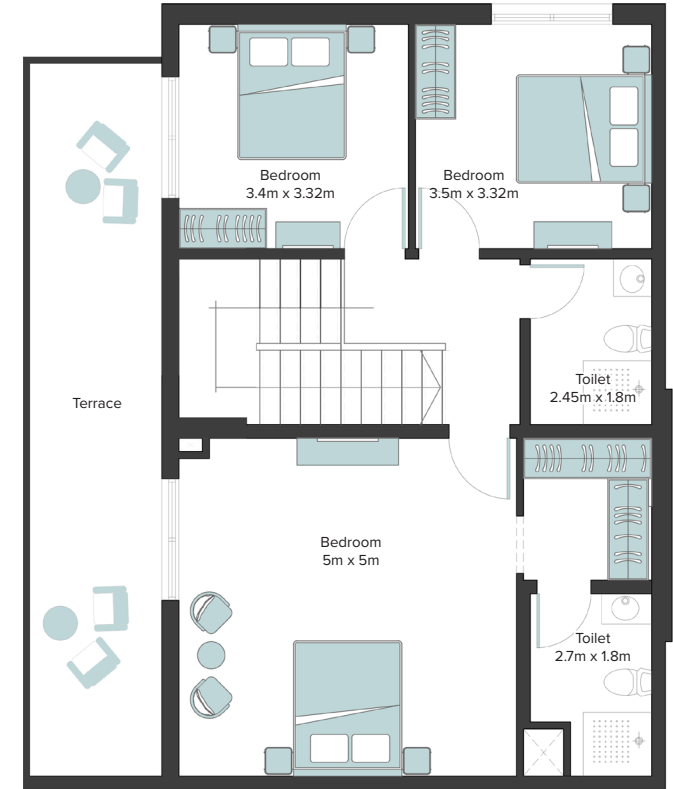 Bedroom
3.4m x 3.32m
Bedroom
3.5m x 3.32m
Toilet
2.45m x 1.8m
Terrace
Bedroom
5m x 5m
Toilet
2.7m x 1.8m